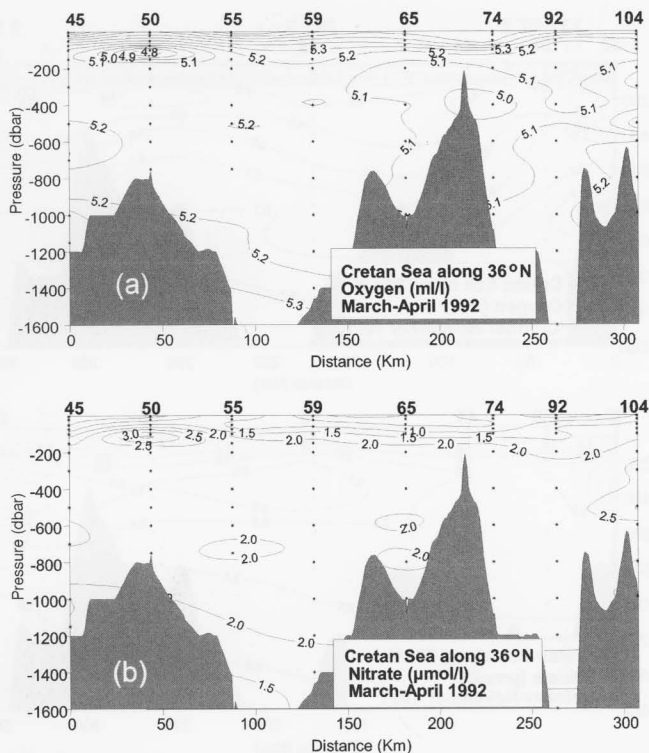 45 50 55 59 65 74 92 104
5.1 5.0 4.9 4.8 5.1 5.2 5.3 5.2 5.3 5.2
-200
5.1 5.1
-400
5.1 5.0
5.2 5.2 5.1
-600
5.1
Pressure (dbar)
-800
5.2 5.2 5.1 5.2
-1000
-1200
5.2
(a)
Cretan Sea along 36°N
Oxygen (ml/l)
March-April 1992
-1400
5.3
-1600
0 50 100 150 200 250 300
Distance (Km)
45 50 55 59 65 74 92 104
3.0 2.5 2.0 1.5 2.0 1.5 1.0 1.5 2.0
2.5 2.0
-200
-400
2.5
2.0
-600
2.0 2.0
Pressure (dbar)
-800
-1000
2.0
-1200
2.0
(b)
Cretan Sea along 36°N
Nitrate (µmol/l)
March-April 1992
-1400
1.5
-1600
0 50 100 150 200 250 300
Distance (Km)